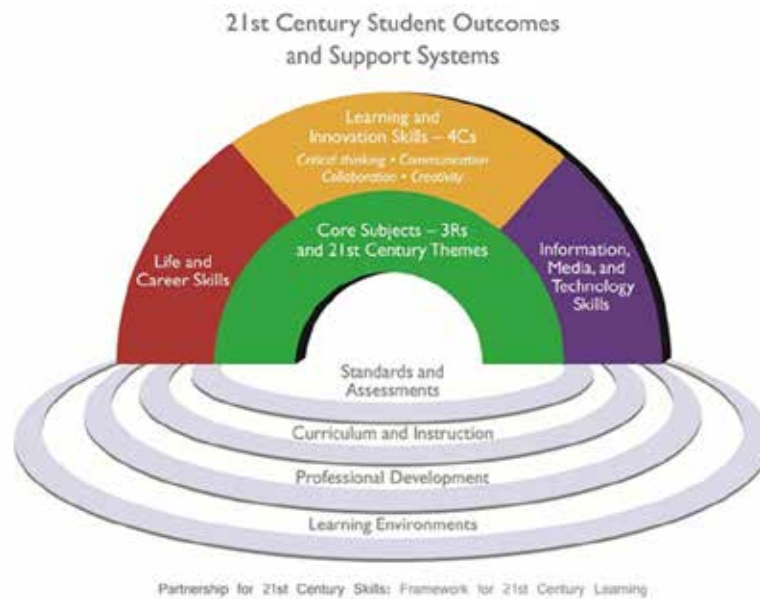 21st Century Student Outcomes
and Support Systems
Learning and
Innovation Skills – 4Cs
Critical thinking • Communication
Collaboration • Creativity
Core Subjects – 3Rs
and 21st Century Themes
Life and
Career Skills
Information,
Media, and
Technology
Skills
Standards and
Assessments
Curriculum and Instruction
Professional Development
Learning Environments
Partnership for 21st Century Skills: Framework for 21st Century Learning